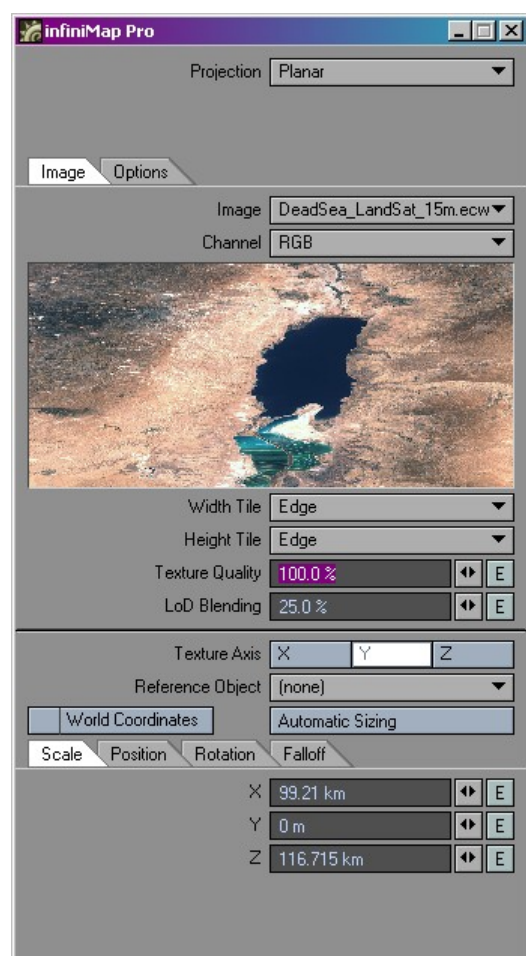 infiniMap Pro
Projection Planar
Image Options
Image DeadSea_LandSat_15m.ecw
Channel RGB
Width Tile Edge
Height Tile Edge
Texture Quality 100.0 % E
LoD Blending 25.0 % E
Texture Axis X Y Z
Reference Object (none)
World Coordinates Automatic Sizing
Scale Position Rotation Falloff
X 99.21 km E
Y 0 m E
Z 116.715 km E